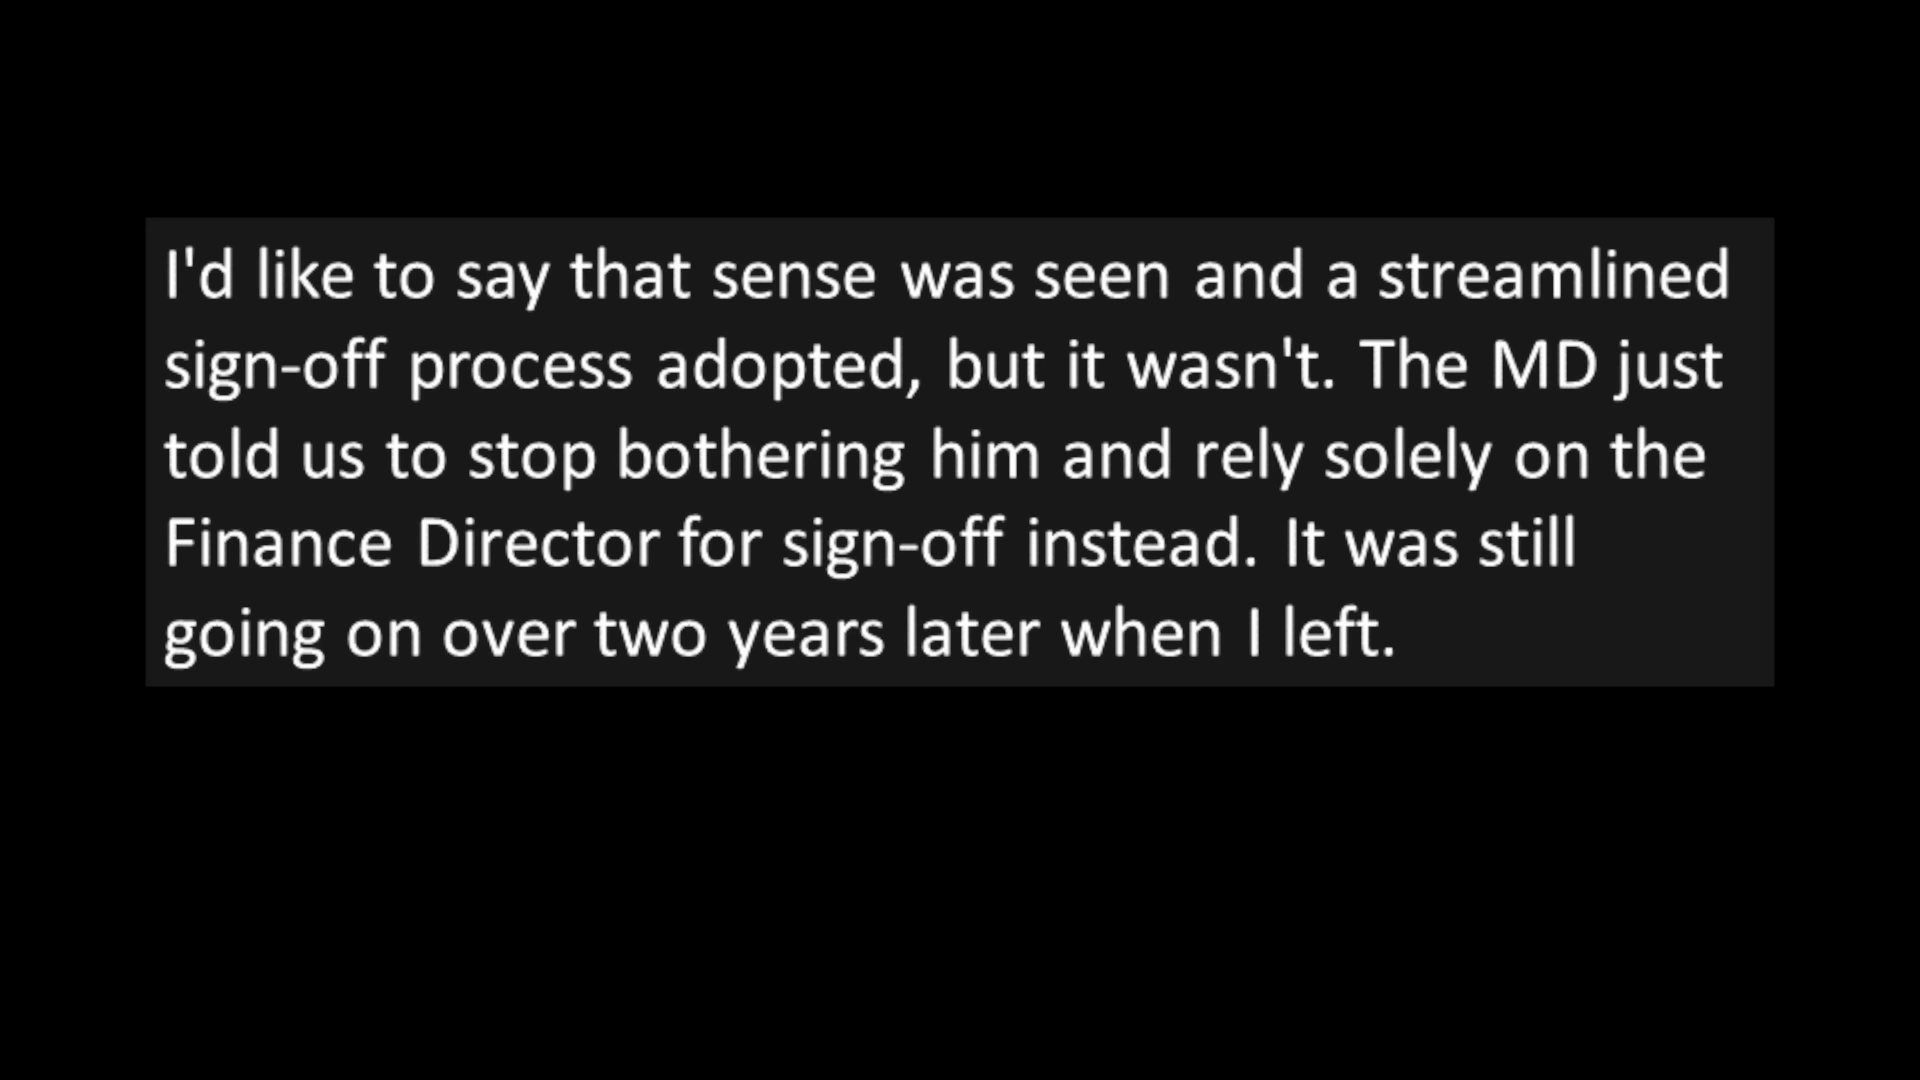 I'd like to say that sense was seen and a streamlined
sign-off process adopted, but it wasn't. The MD just
told us to stop bothering him and rely solely on the
Finance Director for sign-off instead. It was still
going on over two years later when I left.